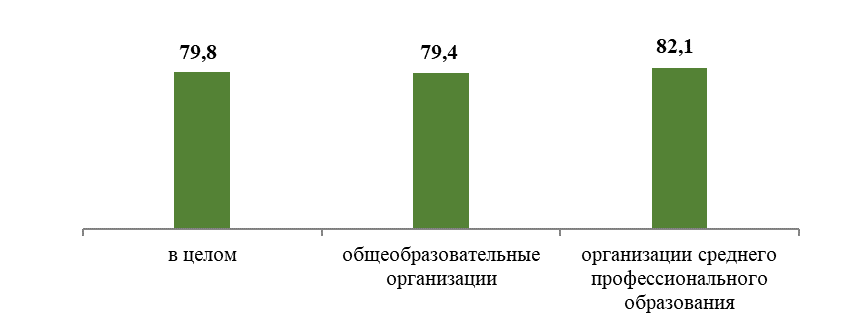 79,8
79,4
82,1
в целом
общеобразовательные
организации
организации среднего
профессионального
образования